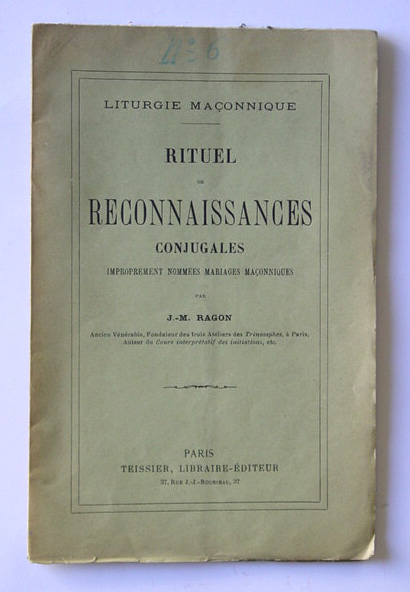 N° 6
LITURGIE MAÇONNIQUE
RITUEL
DE
RECONNAISSANCES
CONJUGALES
IMPROPREMENT NOMMÉES MARIAGES MAÇONNIQUES
PAR
J.-M. RAGON
Ancien Vénérable, Fondateur des trois Ateliers des Trinosophes, à Paris,
Auteur du Cours interprétatif des initiations, etc.
PARIS
TEISSIER, LIBRAIRE-ÉDITEUR
37, RUE J.-J.-ROUSSEAU, 37